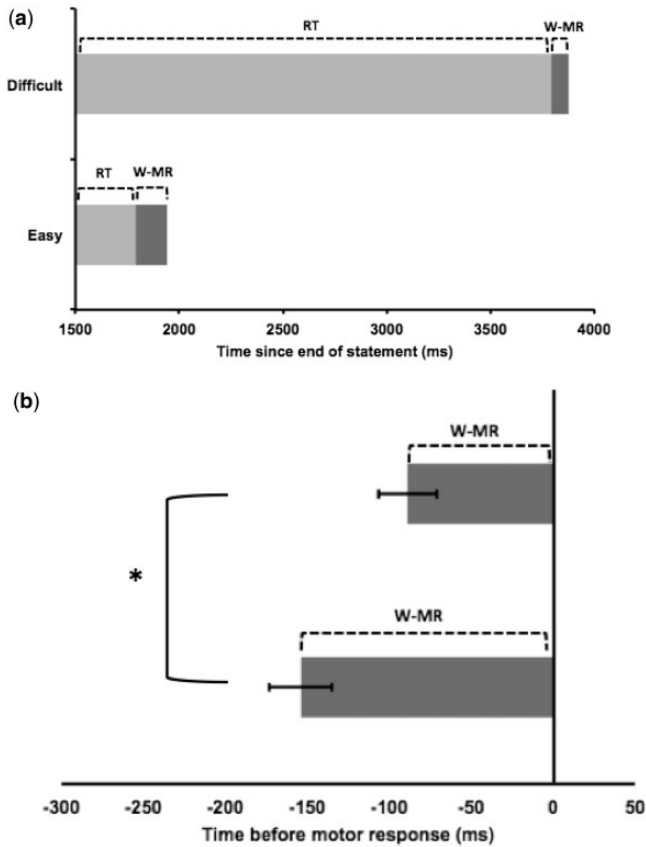 (a)
RT W-MR
Difficult
RT W-MR
Easy
1500 2000 2500 3000 3500 4000
Time since end of statement (ms)
(b)
W-MR
*
W-MR
-300 -250 -200 -150 -100 -50 0 50
Time before motor response (ms)